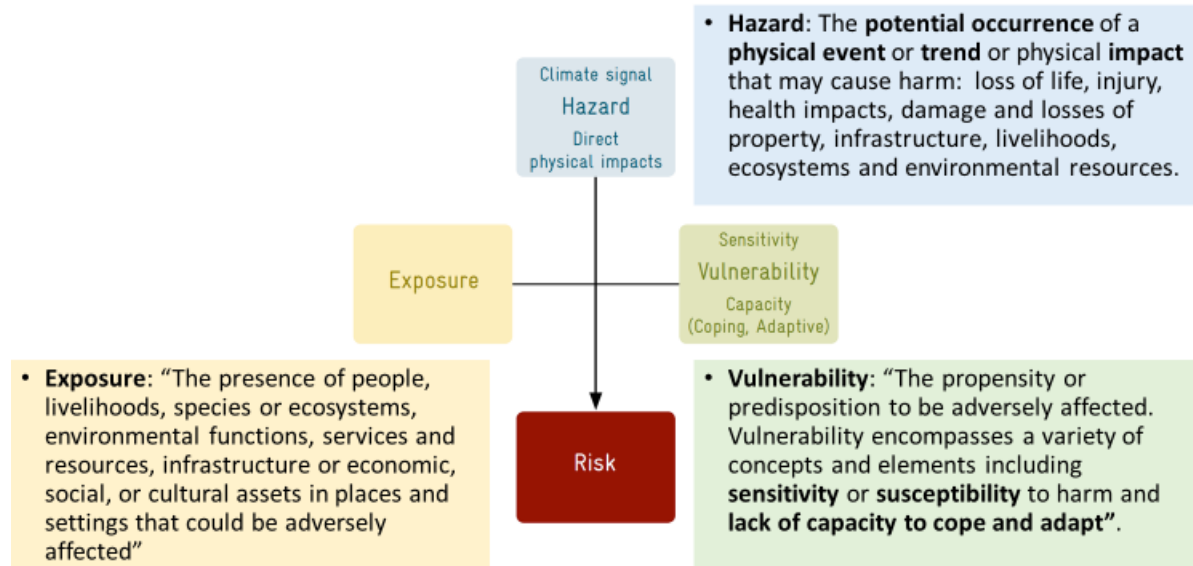 • Hazard: The potential occurrence of a
physical event or trend or physical impact
that may cause harm: loss of life, injury,
health impacts, damage and losses of
property, infrastructure, livelihoods,
ecosystems and environmental resources.
Climate signal
Hazard
Direct
physical impacts
Exposure
Sensitivity
Vulnerability
Capacity
(Coping, Adaptive)
• Exposure: “The presence of people,
livelihoods, species or ecosystems,
environmental functions, services and
resources, infrastructure or economic,
social, or cultural assets in places and
settings that could be adversely
affected”
Risk
• Vulnerability: “The propensity or
predisposition to be adversely affected.
Vulnerability encompasses a variety of
concepts and elements including
sensitivity or susceptibility to harm and
lack of capacity to cope and adapt”.